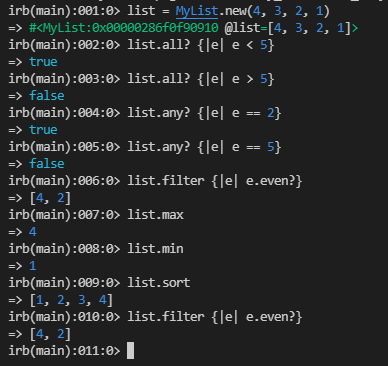 irb(main):001:0> list = MyList.new(4, 3, 2, 1)
=> #<MyList:0x00000286f0f90910 @list=[4, 3, 2, 1]>
irb(main):002:0> list.all? {|e| e < 5}
=> true
irb(main):003:0> list.all? {|e| e > 5}
=> false
irb(main):004:0> list.any? {|e| e == 2}
=> true
irb(main):005:0> list.any? {|e| e == 5}
=> false
irb(main):006:0> list.filter {|e| e.even?}
=> [4, 2]
irb(main):007:0> list.max
=> 4
irb(main):008:0> list.min
=> 1
irb(main):009:0> list.sort
=> [1, 2, 3, 4]
irb(main):010:0> list.filter {|e| e.even?}
=> [4, 2]
irb(main):011:0>